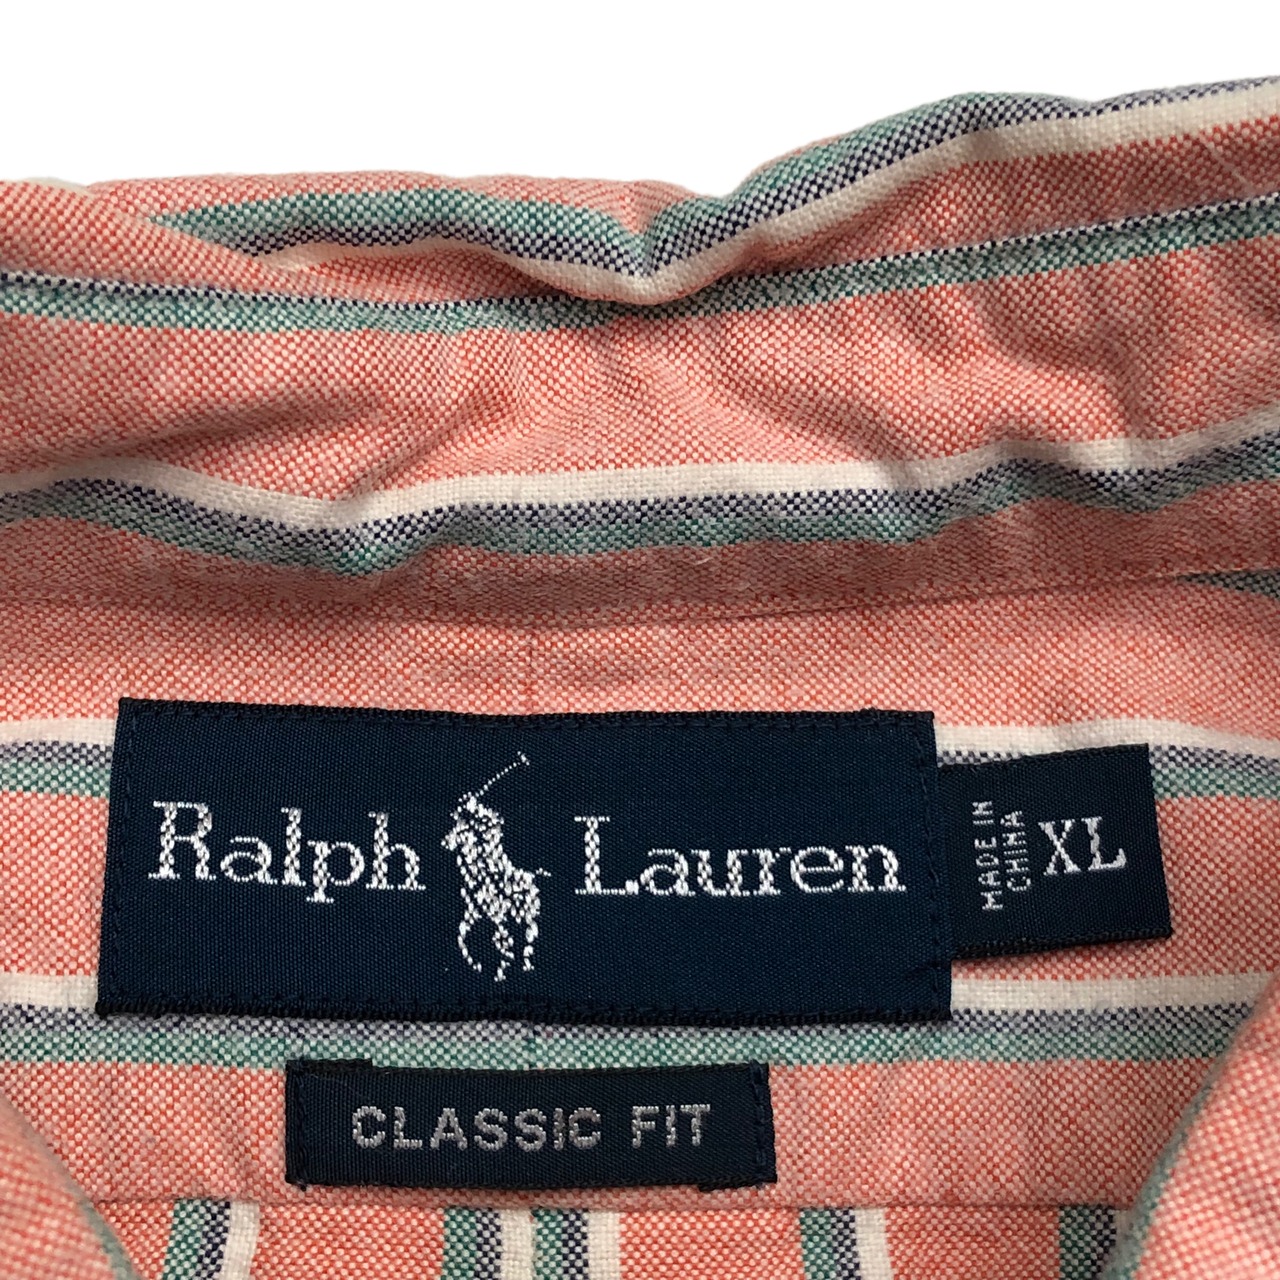 Ralph Lauren
MADE IN
CHINA
XL
CLASSIC FIT